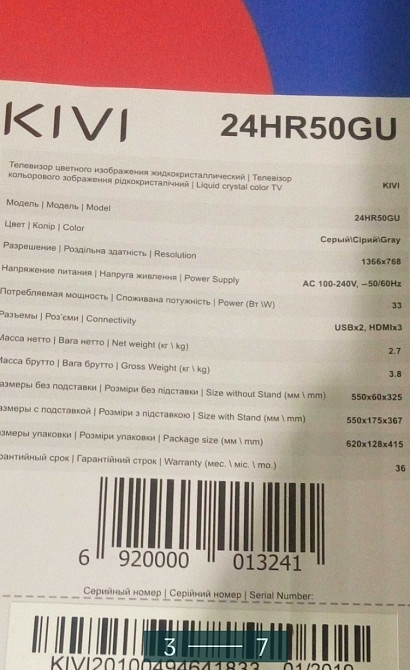 KIVI 24HR50GU
Телевизор цветного изображения жидкокристаллический | Телевізор
кольорового зображення рідкокристалічний | Liquid crystal color TV KIVI
Модель | Модель | Model 24HR50GU
Цвет | Колір | Color Серый\Сірий\Gray
Разрешение | Роздільна здатність | Resolution 1366x768
Напряжение питания | Напруга живлення | Power Supply AC 100-240V, ~50/60Hz
Потребляемая мощность | Споживана потужність | Power (Вт \W) 33
Разъемы | Роз'єми | Connectivity USBx2, HDMIx3
Масса нетто | Вага нетто | Net weight (кг \ kg) 2.7
Масса брутто | Вага брутто | Gross Weight (кг \ kg) 3.8
азмеры без подставки | Розміри без підставки | Size without Stand (мм \ mm) 550x60x325
азмеры с подставкой | Розміри з підставкою | Size with Stand (мм \ mm) 550x175x367
змеры упаковки | Розміри упаковки | Package size (мм \ mm) 620x128x415
рантийный срок | Гарантійний строк | Warranty (мес. \ міс. \ mo.) 36
6 920000 013241
Серийный номер | Серійний номер | Serial Number:
3 — 7
01/2019